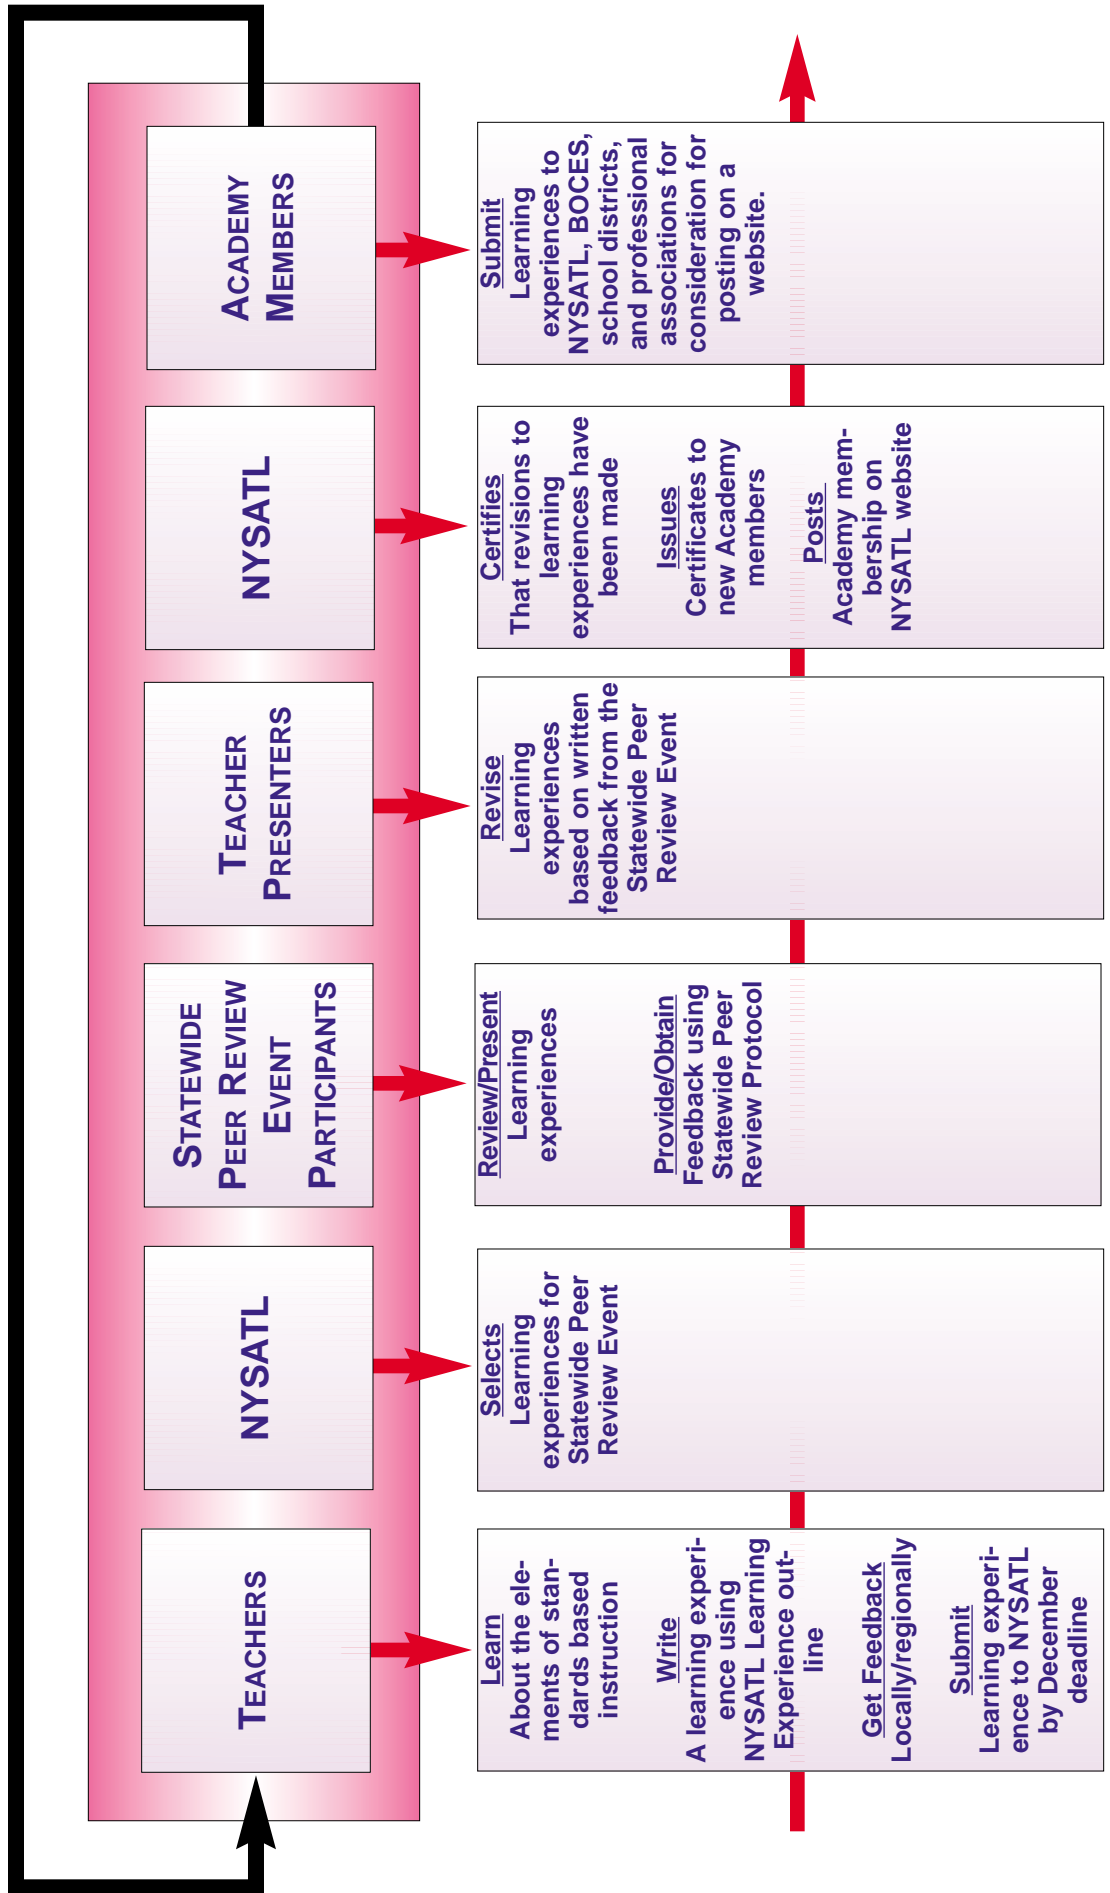 TEACHERS
Learn
About the ele-
ments of stan-
dards based
instruction
Write
A learning experi-
ence using
NYSATL Learning
Experience out-
line
Get Feedback
Locally/regionally
Submit
Learning experi-
ence to NYSATL
by December
deadline
NYSATL
Selects
Learning
experiences for
Statewide Peer
Review Event
STATEWIDE
PEER REVIEW
EVENT
PARTICIPANTS
Review/Present
Learning
experiences
Provide/Obtain
Feedback using
Statewide Peer
Review Protocol
TEACHER
PRESENTERS
Revise
Learning
experiences
based on written
feedback from the
Statewide Peer
Review Event
NYSATL
Certifies
That revisions to
learning
experiences have
been made
Issues
Certificates to
new Academy
members
Posts
Academy mem-
bership on
NYSATL website
ACADEMY
MEMBERS
Submit
Learning
experiences to
NYSATL, BOCES,
school districts,
and professional
associations for
consideration for
posting on a
website.